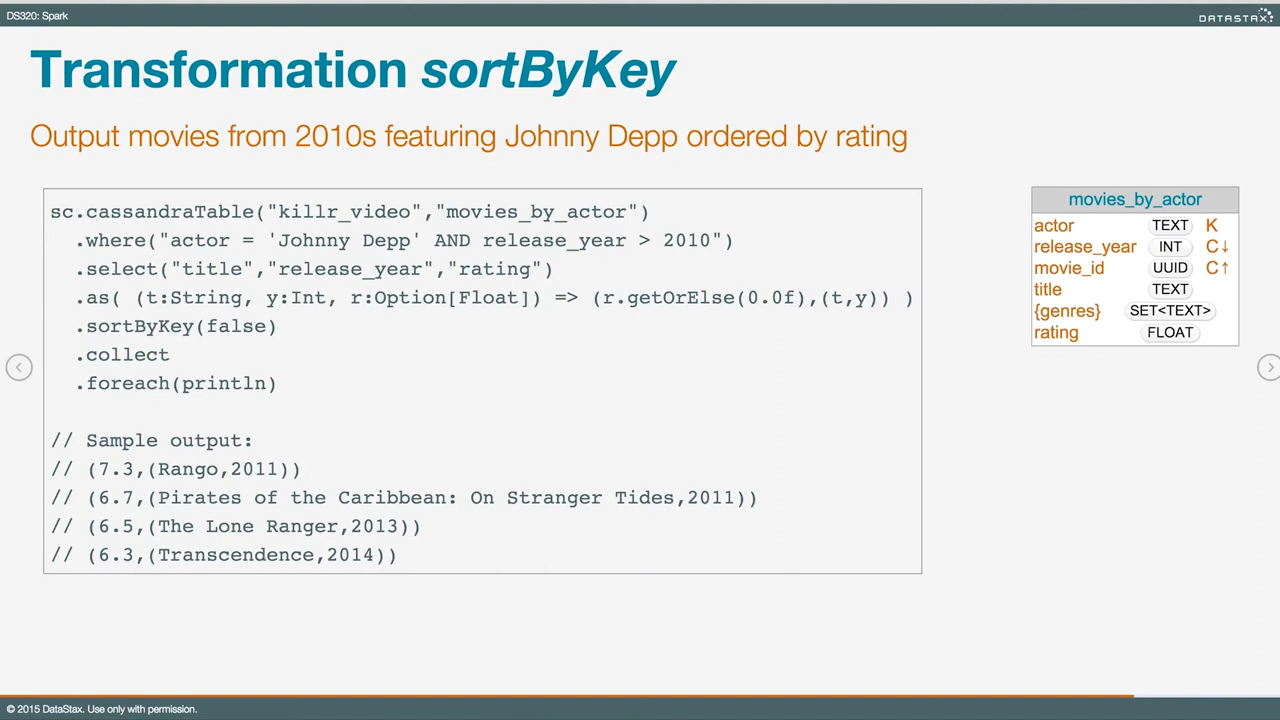 DS320: Spark
DATASTAX
Transformation sortByKey
Output movies from 2010s featuring Johnny Depp ordered by rating
sc.cassandraTable("killr_video","movies_by_actor")
.where("actor = 'Johnny Depp' AND release_year > 2010")
.select("title","release_year","rating")
.as( (t:String, y:Int, r:Option[Float]) => (r.getOrElse(0.0f),(t,y)) )
.sortByKey(false)
.collect
.foreach(println)
// Sample output:
// (7.3,(Rango,2011))
// (6.7,(Pirates of the Caribbean: On Stranger Tides,2011))
// (6.5,(The Lone Ranger,2013))
// (6.3,(Transcendence,2014))
movies_by_actor
actor TEXT K
release_year INT C↓
movie_id UUID C↑
title TEXT
{genres} SET<TEXT>
rating FLOAT
© 2015 DataStax. Use only with permission.